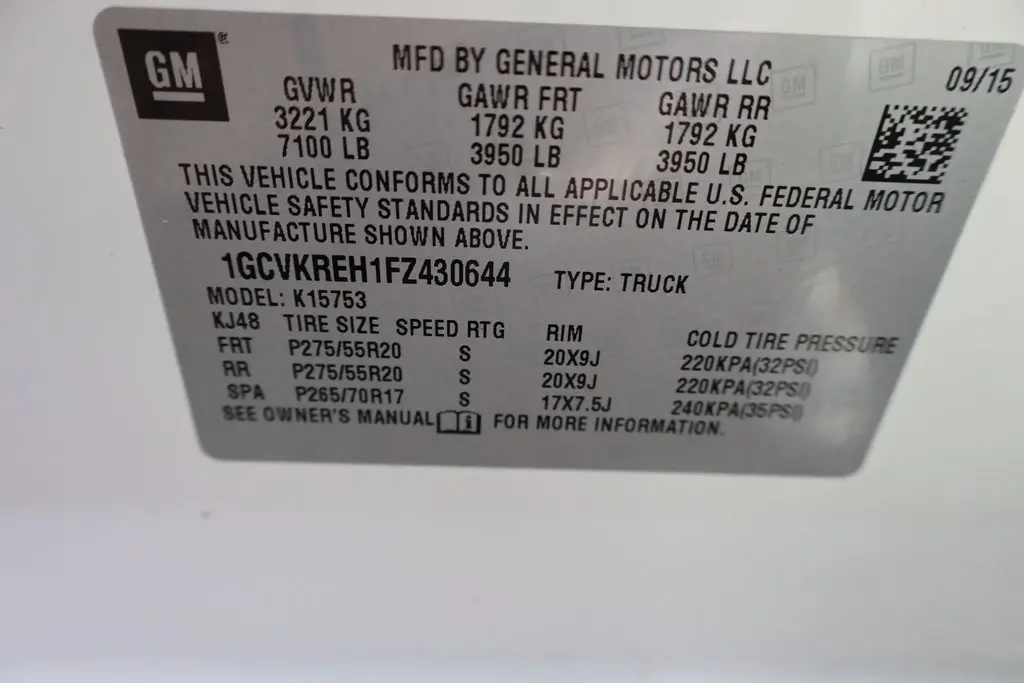 GM
MFD BY GENERAL MOTORS LLC
09/15
GVWR GAWR FRT GAWR RR
3221 KG 1792 KG 1792 KG
7100 LB 3950 LB 3950 LB
THIS VEHICLE CONFORMS TO ALL APPLICABLE U.S. FEDERAL MOTOR
VEHICLE SAFETY STANDARDS IN EFFECT ON THE DATE OF
MANUFACTURE SHOWN ABOVE.
1GCVKREH1FZ430644 TYPE: TRUCK
MODEL: K15753
KJ48 TIRE SIZE SPEED RTG RIM COLD TIRE PRESSURE
FRT P275/55R20 S 20X9J 220KPA(32PSI)
RR P275/55R20 S 20X9J 220KPA(32PSI)
SPA P265/70R17 S 17X7.5J 240KPA(35PSI)
SEE OWNER'S MANUAL FOR MORE INFORMATION.